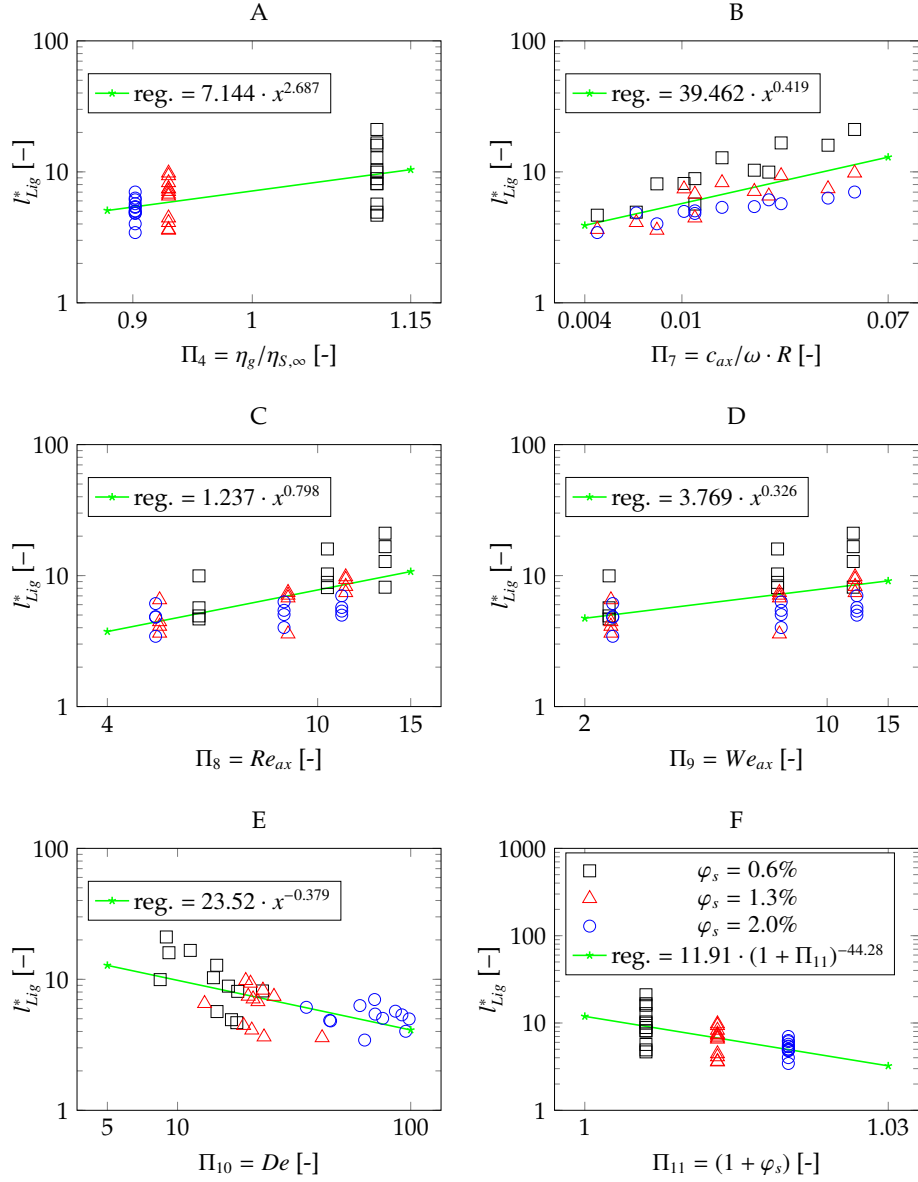 A
100
10
1
l*Lig [−]
reg. = 7.144 · x^2.687
0.9 1 1.15
Π4 = ηg/ηS,∞ [-]
B
100
10
1
l*Lig [−]
reg. = 39.462 · x^0.419
0.004 0.01 0.07
Π7 = cax/ω · R [-]
C
100
10
1
l*Lig [−]
reg. = 1.237 · x^0.798
4 10 15
Π8 = Reax [-]
D
100
10
1
l*Lig [−]
reg. = 3.769 · x^0.326
2 10 15
Π9 = Weax [-]
E
100
10
1
l*Lig [−]
reg. = 23.52 · x^−0.379
5 10 100
Π10 = De [-]
F
1000
100
10
1
l*Lig [−]
φs = 0.6%
φs = 1.3%
φs = 2.0%
reg. = 11.91 · (1 + Π11)^−44.28
1 1.03
Π11 = (1 + φs) [-]